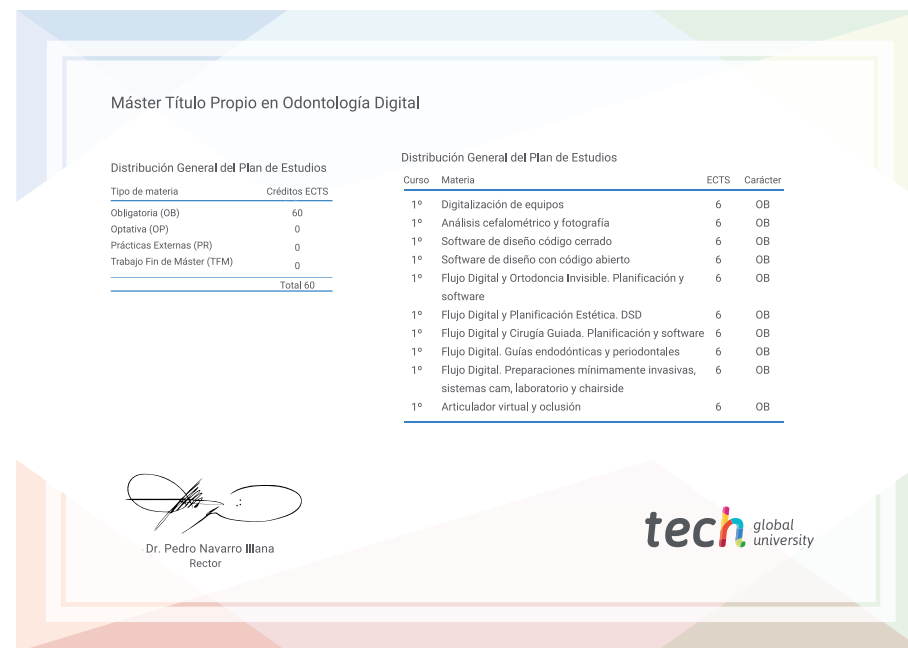 Máster Título Propio en Odontología Digital
Distribución General del Plan de Estudios
Tipo de materia Créditos ECTS
Obligatoria (OB) 60
Optativa (OP) 0
Prácticas Externas (PR) 0
Trabajo Fin de Máster (TFM) 0
Total 60
Distribución General del Plan de Estudios
Curso Materia ECTS Carácter
1º Digitalización de equipos 6 OB
1º Análisis cefalométrico y fotografía 6 OB
1º Software de diseño código cerrado 6 OB
1º Software de diseño con código abierto 6 OB
1º Flujo Digital y Ortodoncia Invisible. Planificación y 6 OB
software
1º Flujo Digital y Planificación Estética. DSD 6 OB
1º Flujo Digital y Cirugía Guiada. Planificación y software 6 OB
1º Flujo Digital. Guías endodónticas y periodontales 6 OB
1º Flujo Digital. Preparaciones mínimamente invasivas, 6 OB
sistemas cam, laboratorio y chairside
1º Articulador virtual y oclusión 6 OB
Dr. Pedro Navarro Illana
Rector
tech global
university